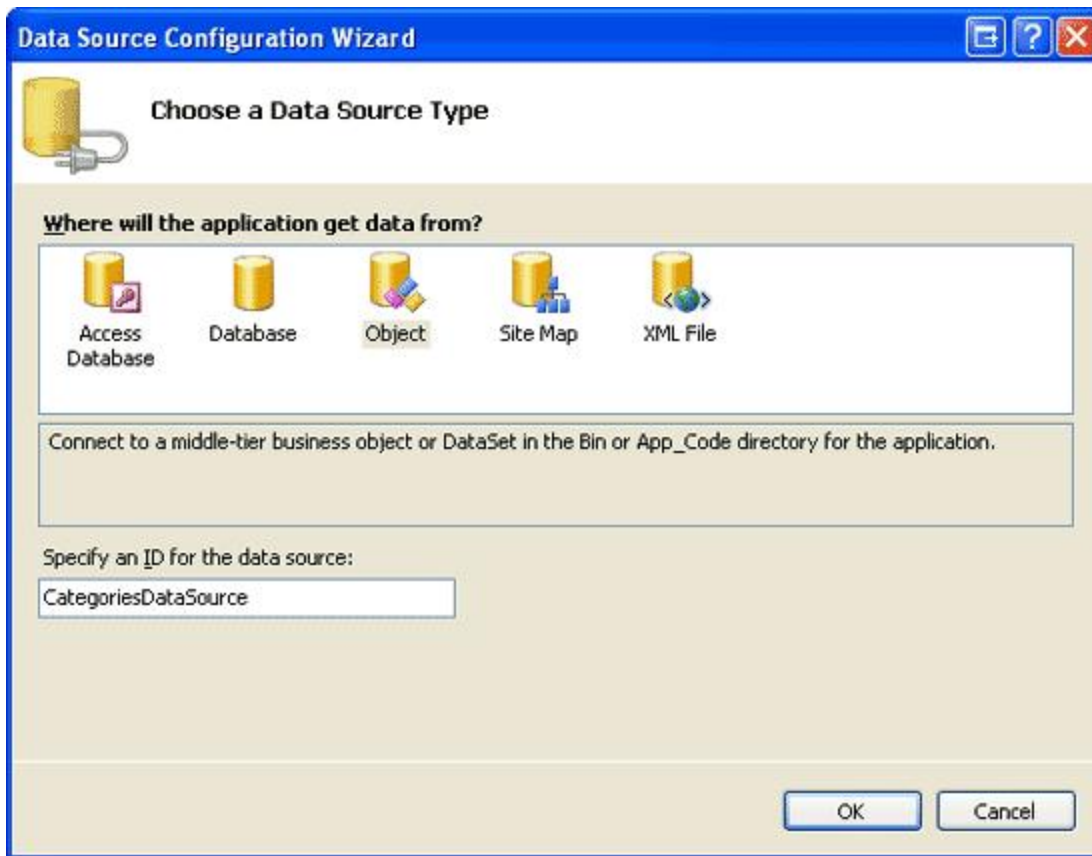 Data Source Configuration Wizard
Choose a Data Source Type
Where will the application get data from?
Access Database
Database
Object
Site Map
XML File
Connect to a middle-tier business object or DataSet in the Bin or App_Code directory for the application.
Specify an ID for the data source:
CategoriesDataSource
OK
Cancel